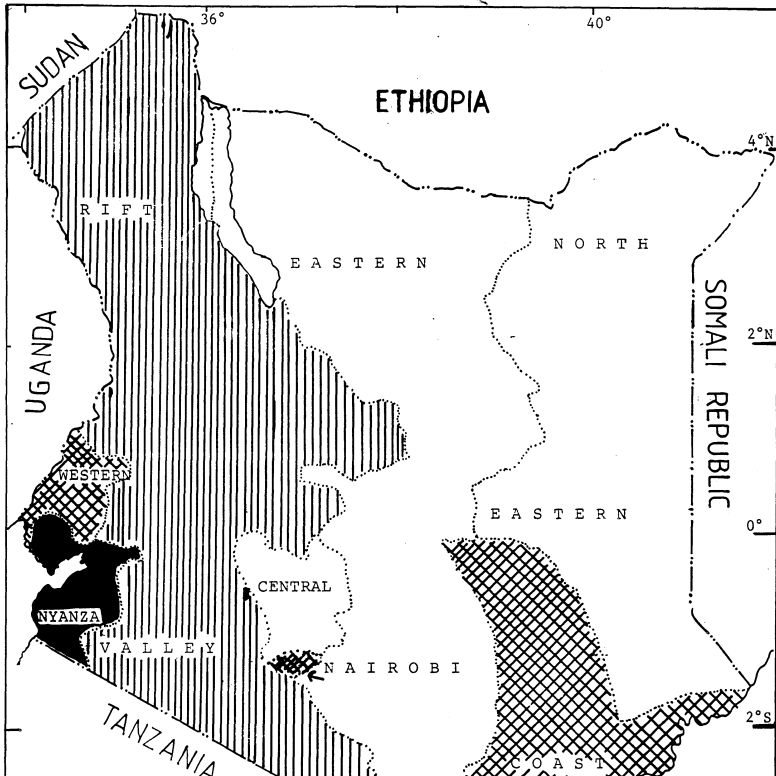 36°
40°
SUDAN
ETHIOPIA
4°N
RIFT
NORTH
EASTERN
SOMALI REPUBLIC
UGANDA
2°N
WESTERN
EASTERN
0°
CENTRAL
NYANZA
VALLEY
NAIROBI
TANZANIA
2°S
COAST